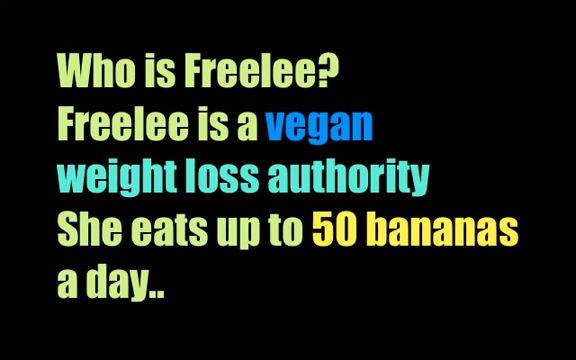 Who is Freelee?
Freelee is a vegan
weight loss authority
She eats up to 50 bananas
a day..